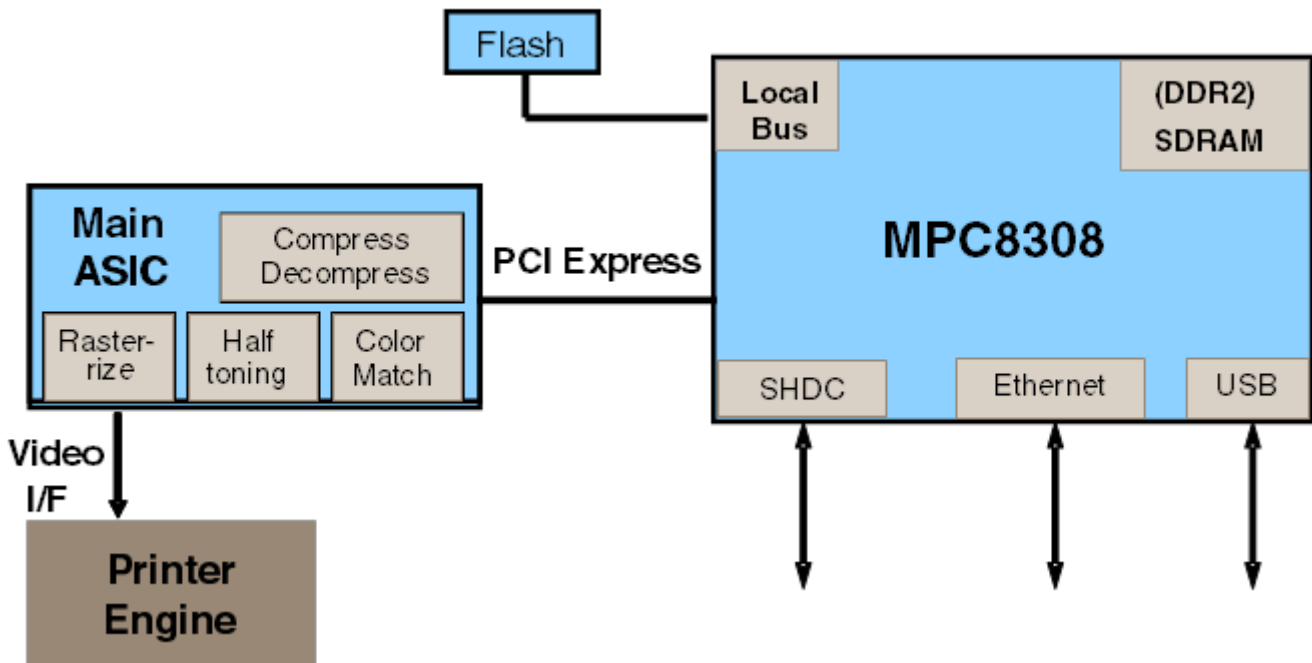 Flash
Local
Bus
(DDR2)
SDRAM
MPC8308
Main
ASIC
Compress
Decompress
PCI Express
Raster-
rize
Half
toning
Color
Match
SHDC
Ethernet
USB
Video
I/F
Printer
Engine